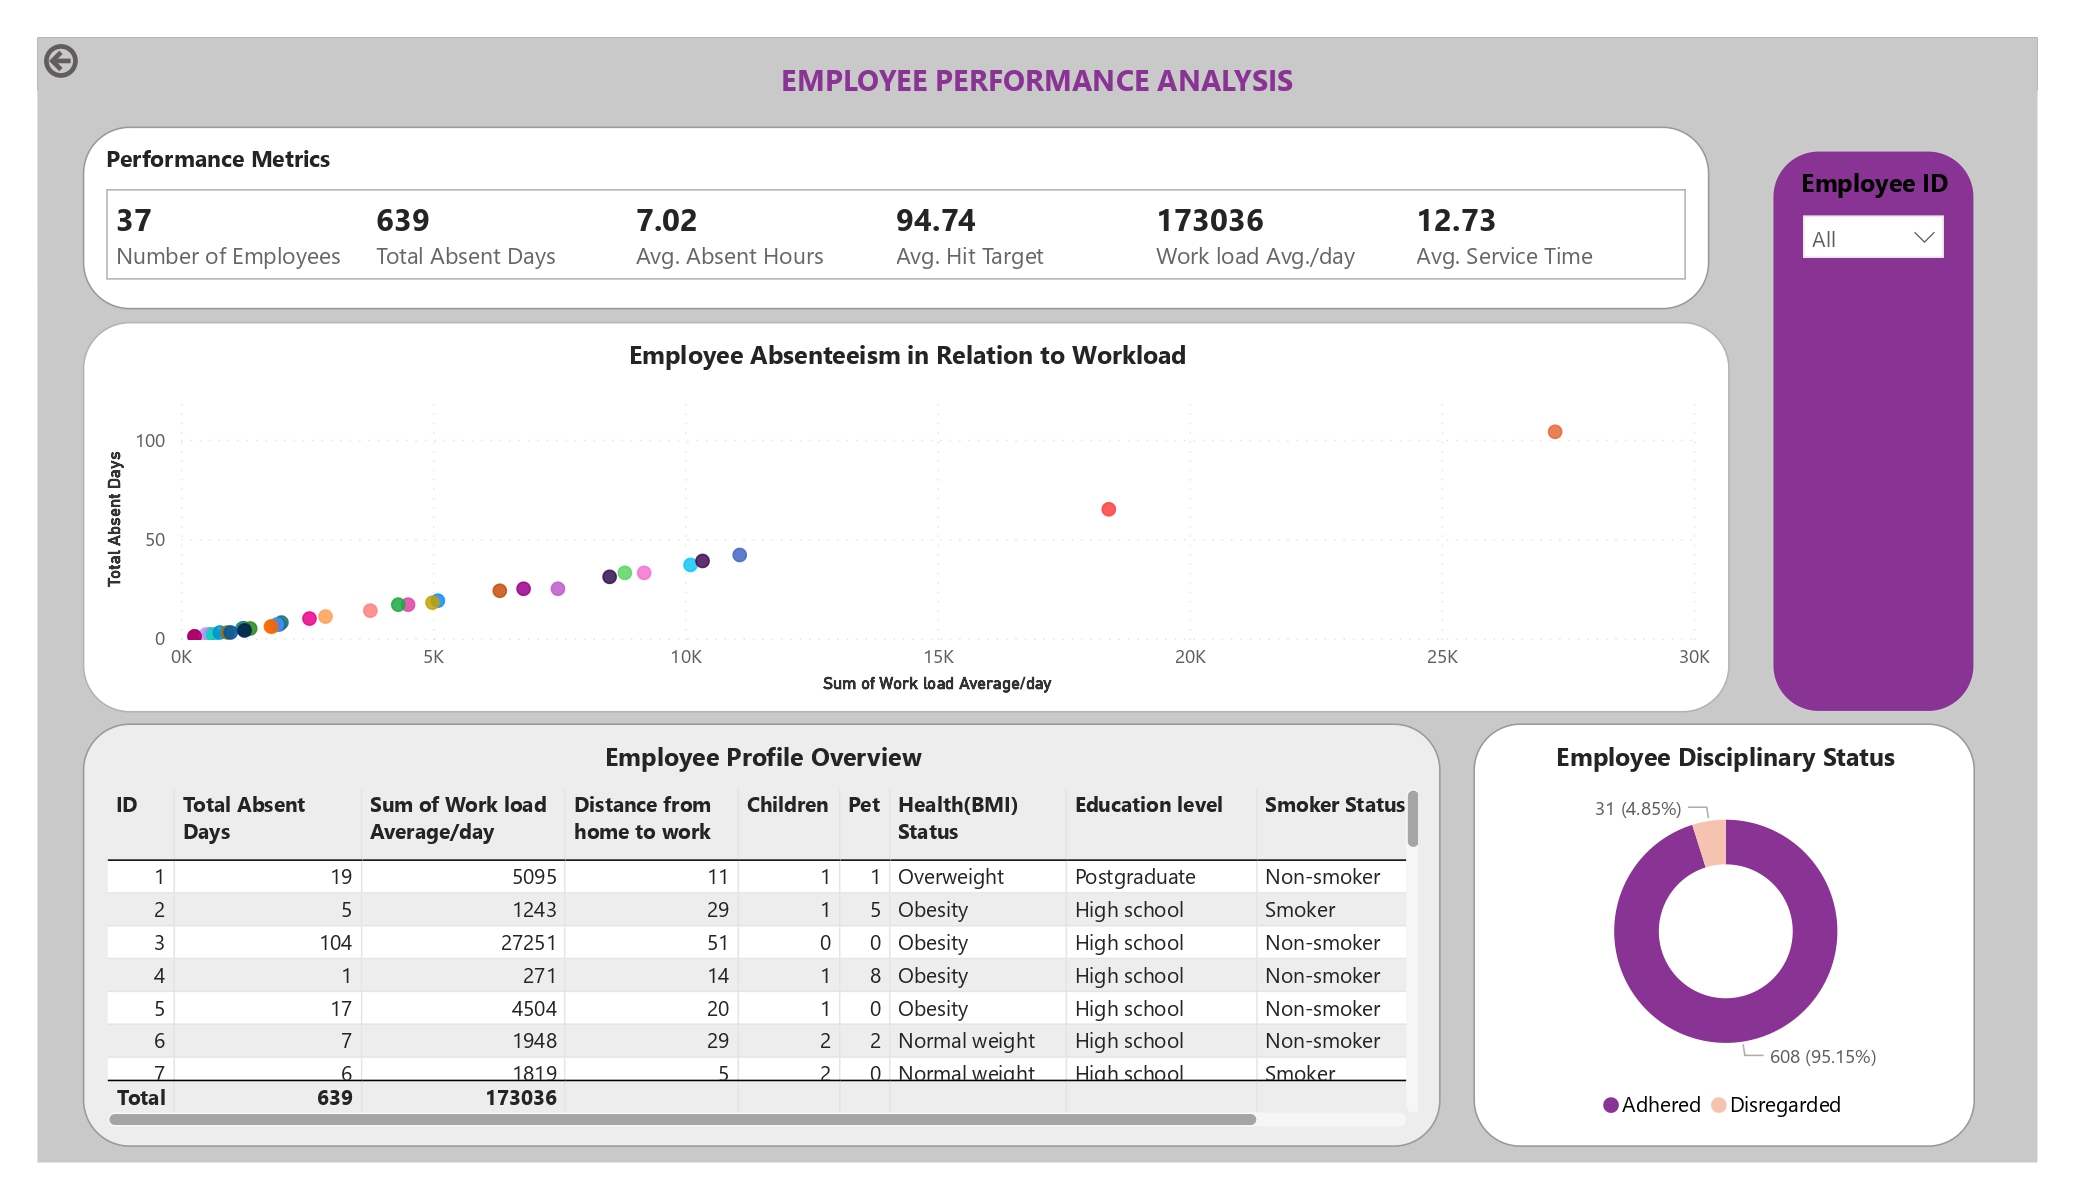 EMPLOYEE PERFORMANCE ANALYSIS
Performance Metrics
37 639 7.02 94.74 173036 12.73
Number of Employees Total Absent Days Avg. Absent Hours Avg. Hit Target Work load Avg./day Avg. Service Time
Employee ID
All
Employee Absenteeism in Relation to Workload
Total Absent Days
100
50
0
0K 5K 10K 15K 20K 25K 30K
Sum of Work load Average/day
Employee Profile Overview
ID Total Absent Sum of Work load Distance from Children Pet Health(BMI) Education level Smoker Status
Days Average/day home to work Status
1 19 5095 11 1 1 Overweight Postgraduate Non-smoker
2 5 1243 29 1 5 Obesity High school Smoker
3 104 27251 51 0 0 Obesity High school Non-smoker
4 1 271 14 1 8 Obesity High school Non-smoker
5 17 4504 20 1 0 Obesity High school Non-smoker
6 7 1948 29 2 2 Normal weight High school Non-smoker
7 6 1819 5 2 0 Normal weight High school Smoker
Total 639 173036
Employee Disciplinary Status
31 (4.85%)
608 (95.15%)
Adhered Disregarded